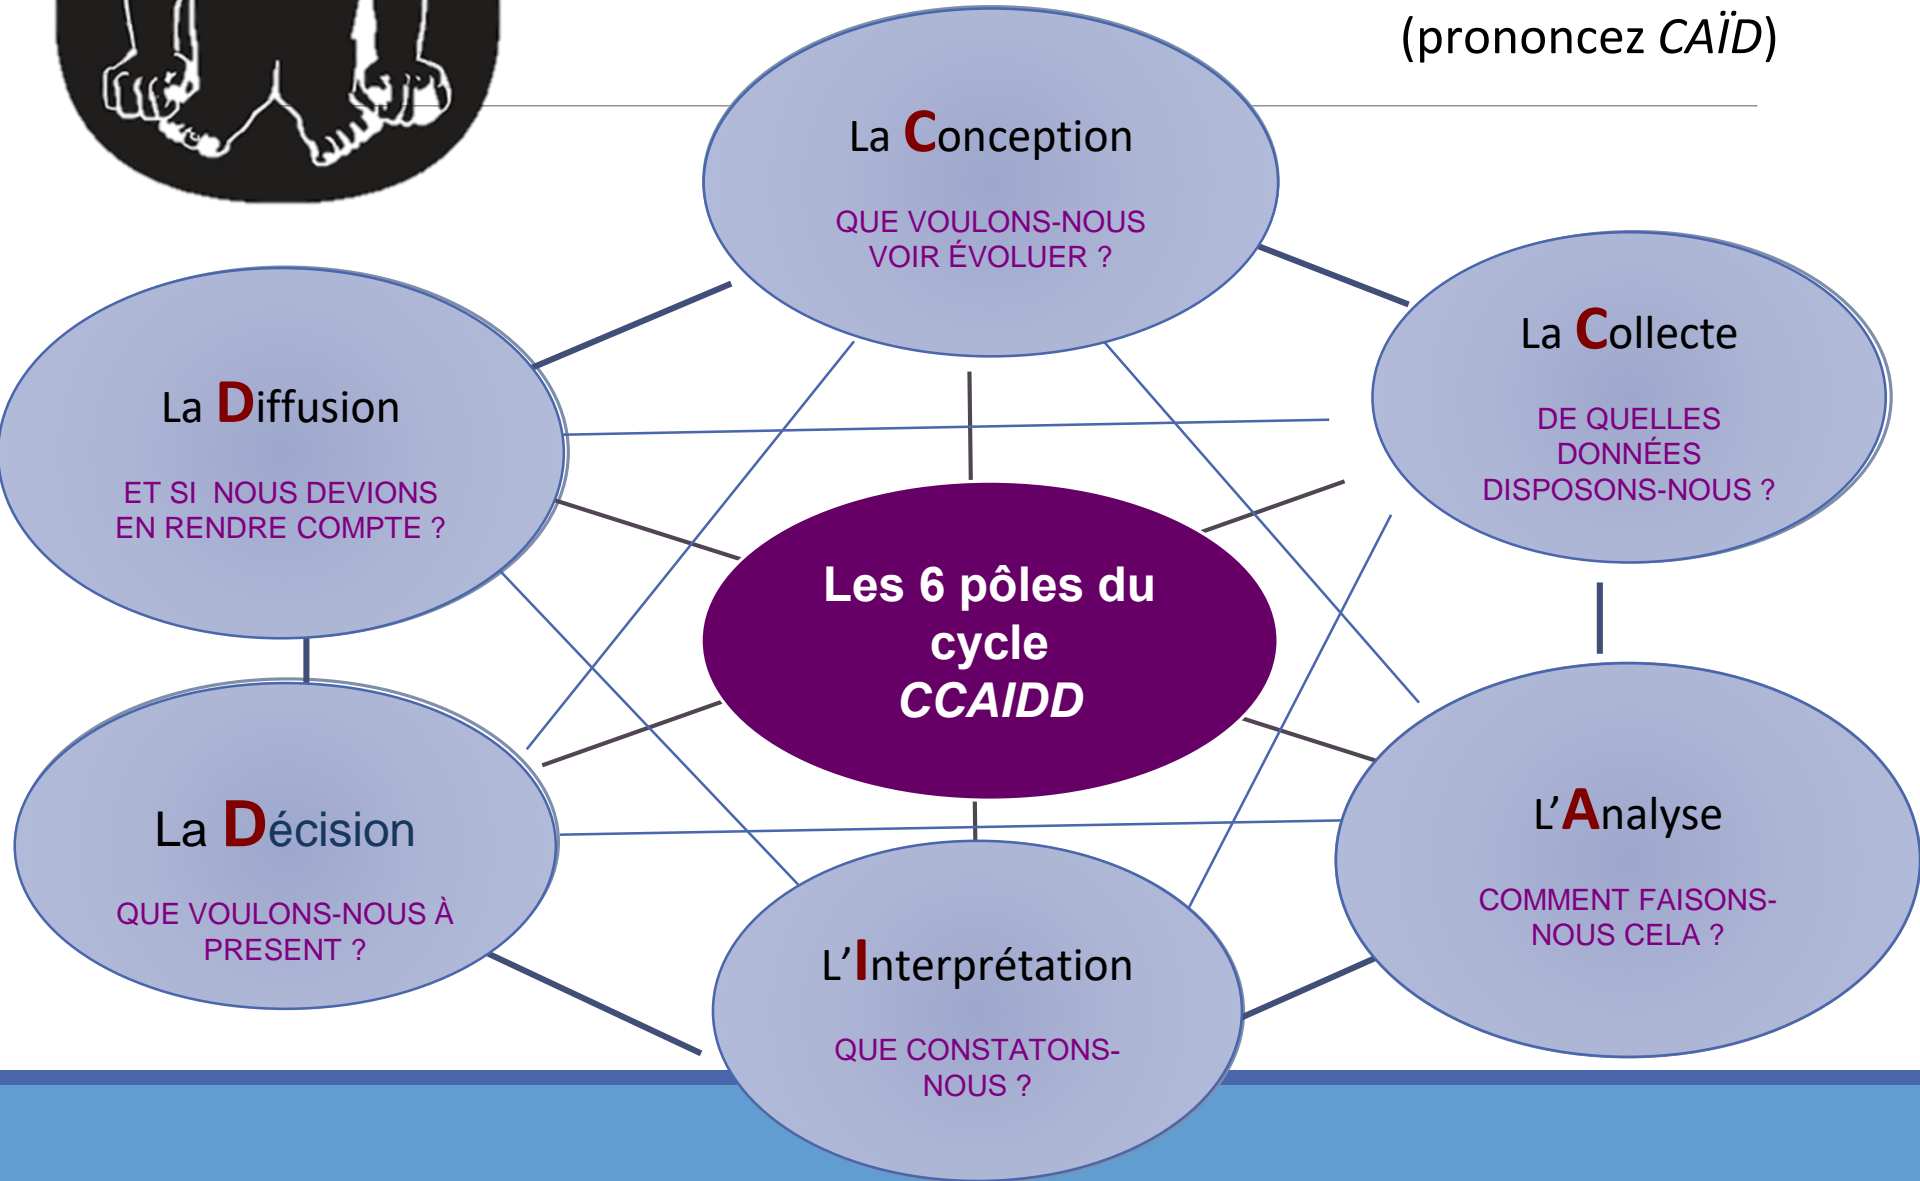 (prononcez CAÏD)
La Conception
QUE VOULONS-NOUS
VOIR ÉVOLUER ?
La Collecte
DE QUELLES
DONNÉES
DISPOSONS-NOUS ?
La Diffusion
ET SI  NOUS DEVIONS
EN RENDRE COMPTE ?
Les 6 pôles du
cycle
CCAIDD
La Décision
QUE VOULONS-NOUS À
PRESENT ?
L’Analyse
COMMENT FAISONS-
NOUS CELA ?
L’Interprétation
QUE CONSTATONS-
NOUS ?